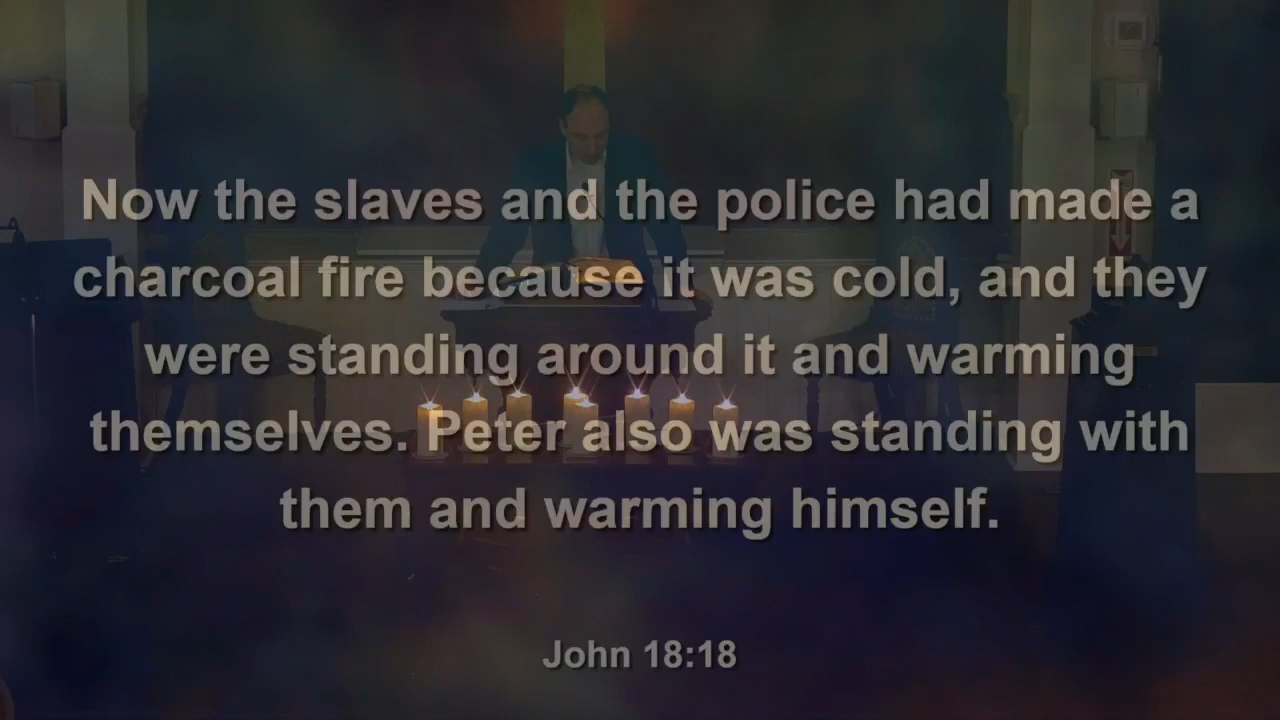 Now the slaves and the police had made a
charcoal fire because it was cold, and they
were standing around it and warming
themselves. Peter also was standing with
them and warming himself.
John 18:18